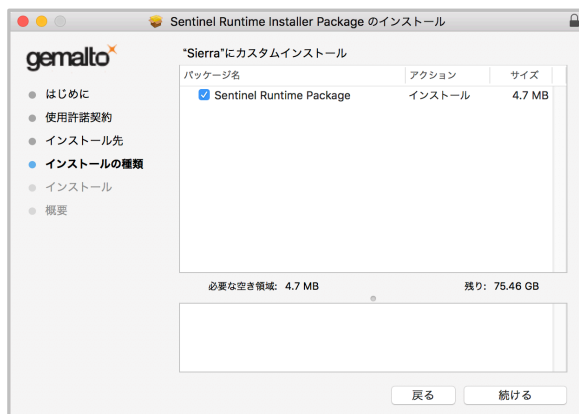 Sentinel Runtime Installer Package のインストール
gemalto
"Sierra"にカスタムインストール
パッケージ名 アクション サイズ
Sentinel Runtime Package インストール 4.7 MB
はじめに
使用許諾契約
インストール先
インストールの種類
インストール
概要
必要な空き領域: 4.7 MB 残り: 75.46 GB
戻る 続ける